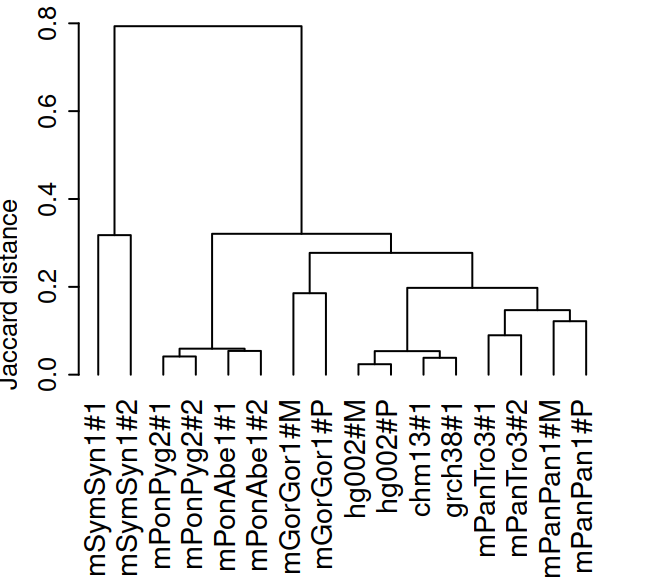 Jaccard distance
0.8
0.6
0.4
0.2
0.0
mSymSyn1#1
mSymSyn1#2
mPonPyg2#1
mPonPyg2#2
mPonAbe1#1
mPonAbe1#2
mGorGor1#M
mGorGor1#P
hg002#M
hg002#P
chm13#1
grch38#1
mPanTro3#1
mPanTro3#2
mPanPan1#M
mPanPan1#P